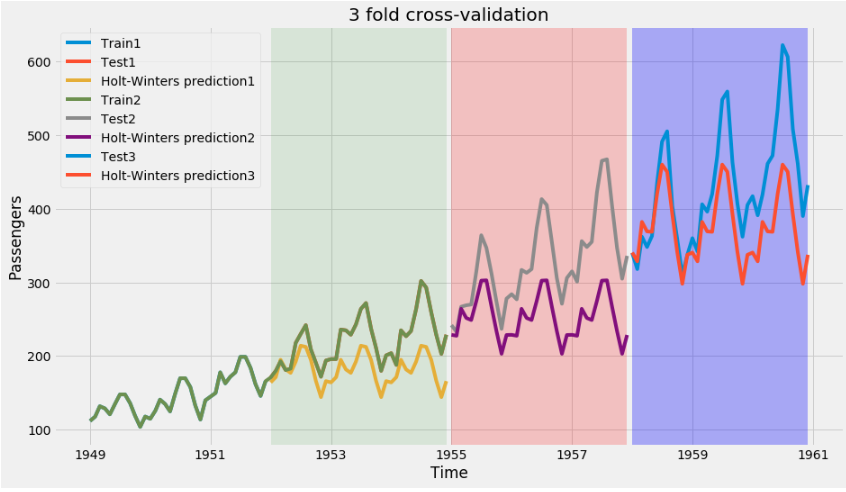 3 fold cross-validation
Train1
Test1
Holt-Winters prediction1
Train2
Test2
Holt-Winters prediction2
Test3
Holt-Winters prediction3
600
500
400
300
200
100
Passengers
1949 1951 1953 1955 1957 1959 1961
Time